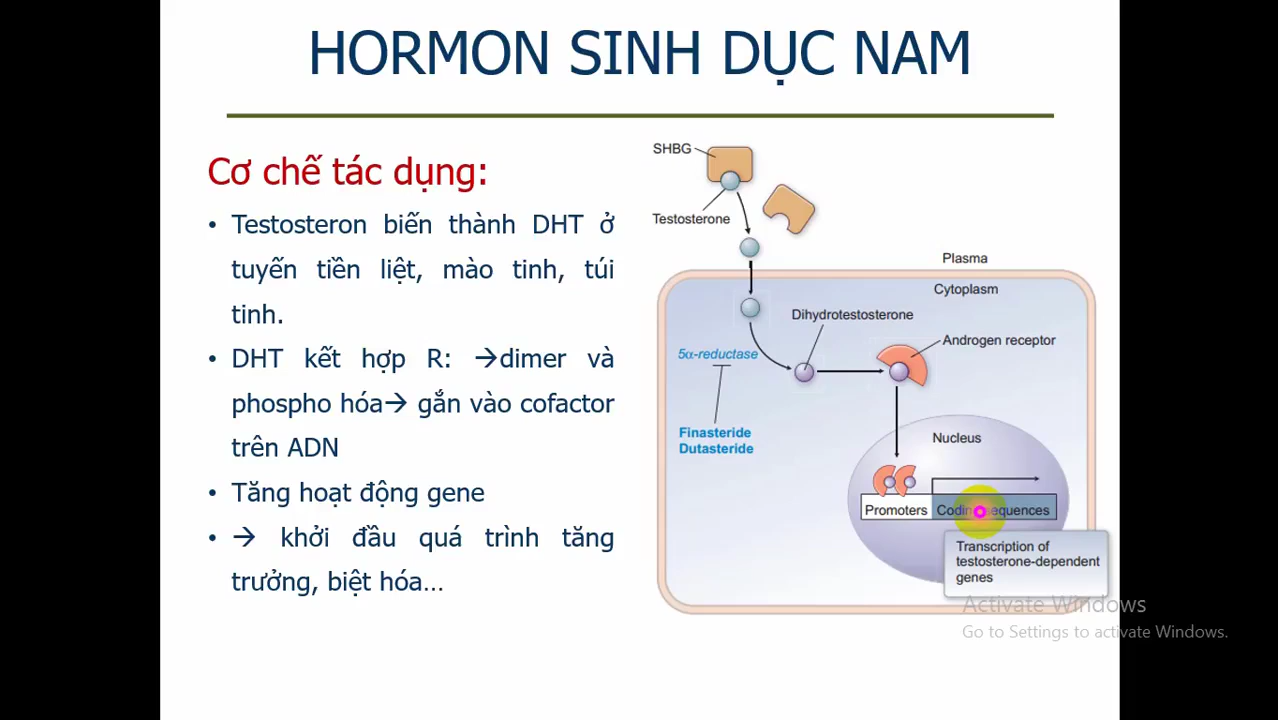 HORMON SINH DỤC NAM
Cơ chế tác dụng:
• Testosteron biến thành DHT ở
tuyến tiền liệt, mào tinh, túi
tinh.
• DHT kết hợp R: →dimer và
phospho hóa→ gắn vào cofactor
trên ADN
• Tăng hoạt động gene
• → khởi đầu quá trình tăng
trưởng, biệt hóa…
SHBG
Testosterone
Plasma
Cytoplasm
Dihydrotestosterone
Androgen receptor
5α-reductase
Finasteride
Dutasteride
Nucleus
Promoters
Coding sequences
Transcription of
testosterone-dependent
genes
Activate Windows
Go to Settings to activate Windows.